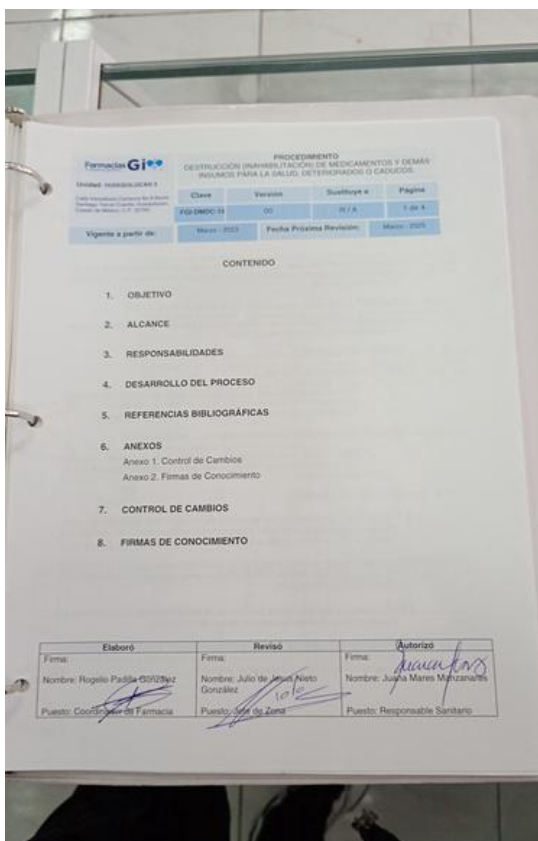 Farmacias Gi
PROCEDIMIENTO
DESTRUCCIÓN (INAHABILITACIÓN) DE MEDICAMENTOS Y DEMÁS
INSUMOS PARA LA SALUD, DETERIORADOS O
CADUCOS.
Unidad: HUIXQUILUCAN II
Clave Versión Sustituye a Página
FGI-DMDC-15 00 N / A 1 de 4
Vigente a partir de: Marzo - 2023 Fecha Próxima Revisión: Marzo - 2025
CONTENIDO
1. OBJETIVO
2. ALCANCE
3. RESPONSABILIDADES
4. DESARROLLO DEL PROCESO
5. REFERENCIAS BIBLIOGRÁFICAS
6. ANEXOS
Anexo 1. Control de Cambios
Anexo 2. Firmas de Conocimiento
7. CONTROL DE CAMBIOS
8. FIRMAS DE CONOCIMIENTO
Elaboró Revisó Autorizó
Firma: Firma: Firma:
Nombre: Rogelio Padilla González Nombre: Julio de Jesús Nieto González Nombre: Juana Mares Manzanares
Puesto: Coordinador de Farmacia Puesto: Jefe de Zona Puesto: Responsable Sanitario